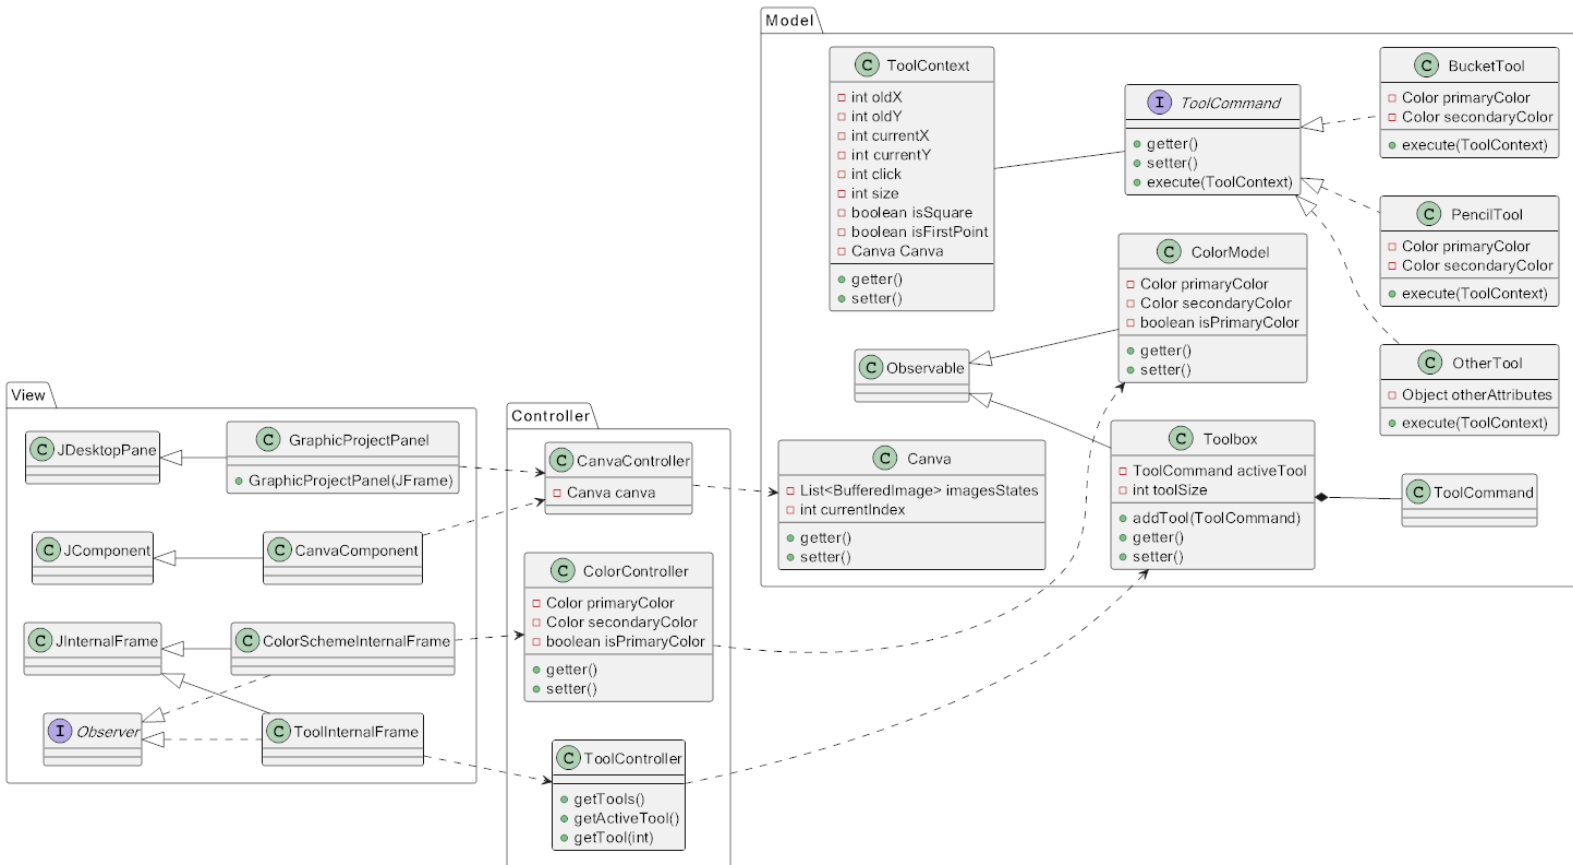 Model
C ToolContext
int oldX
int oldY
int currentX
int currentY
int click
int size
boolean isSquare
boolean isFirstPoint
Canva Canva
getter()
setter()
I ToolCommand
getter()
setter()
execute(ToolContext)
C BucketTool
Color primaryColor
Color secondaryColor
execute(ToolContext)
C PencilTool
Color primaryColor
Color secondaryColor
execute(ToolContext)
C ColorModel
Color primaryColor
Color secondaryColor
boolean isPrimaryColor
getter()
setter()
C Observable
C OtherTool
Object otherAttributes
execute(ToolContext)
C Canva
List<BufferedImage> imagesStates
int currentIndex
getter()
setter()
C Toolbox
ToolCommand activeTool
int toolSize
addTool(ToolCommand)
getter()
setter()
C ToolCommand
View
C JDesktopPane
C GraphicProjectPanel
GraphicProjectPanel(JFrame)
C JComponent
C CanvaComponent
C JInternalFrame
C ColorSchemeInternalFrame
I Observer
C ToolInternalFrame
Controller
C CanvaController
Canva canva
C ColorController
Color primaryColor
Color secondaryColor
boolean isPrimaryColor
getter()
setter()
C ToolController
getTools()
getActiveTool()
getTool(int)